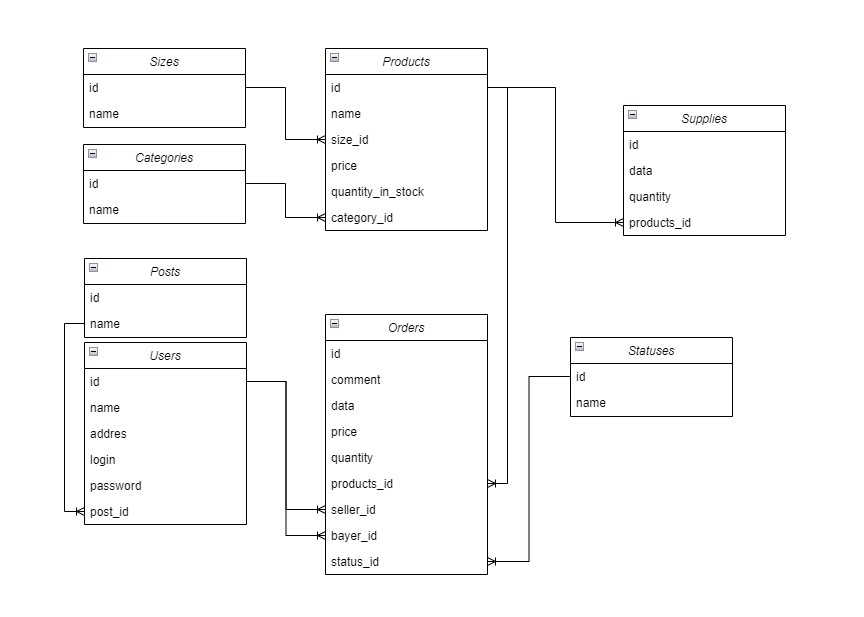 Sizes
id
name
Categories
id
name
Products
id
name
size_id
price
quantity_in_stock
category_id
Supplies
id
data
quantity
products_id
Posts
id
name
Users
id
name
addres
login
password
post_id
Orders
id
comment
data
price
quantity
products_id
seller_id
bayer_id
status_id
Statuses
id
name